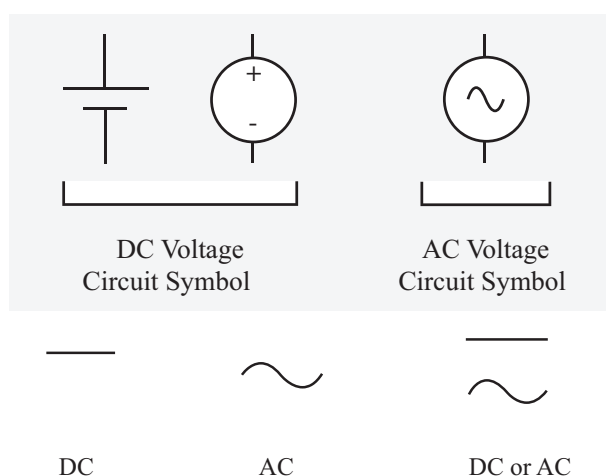 +
-
DC Voltage
Circuit Symbol
AC Voltage
Circuit Symbol
DC
AC
DC or AC